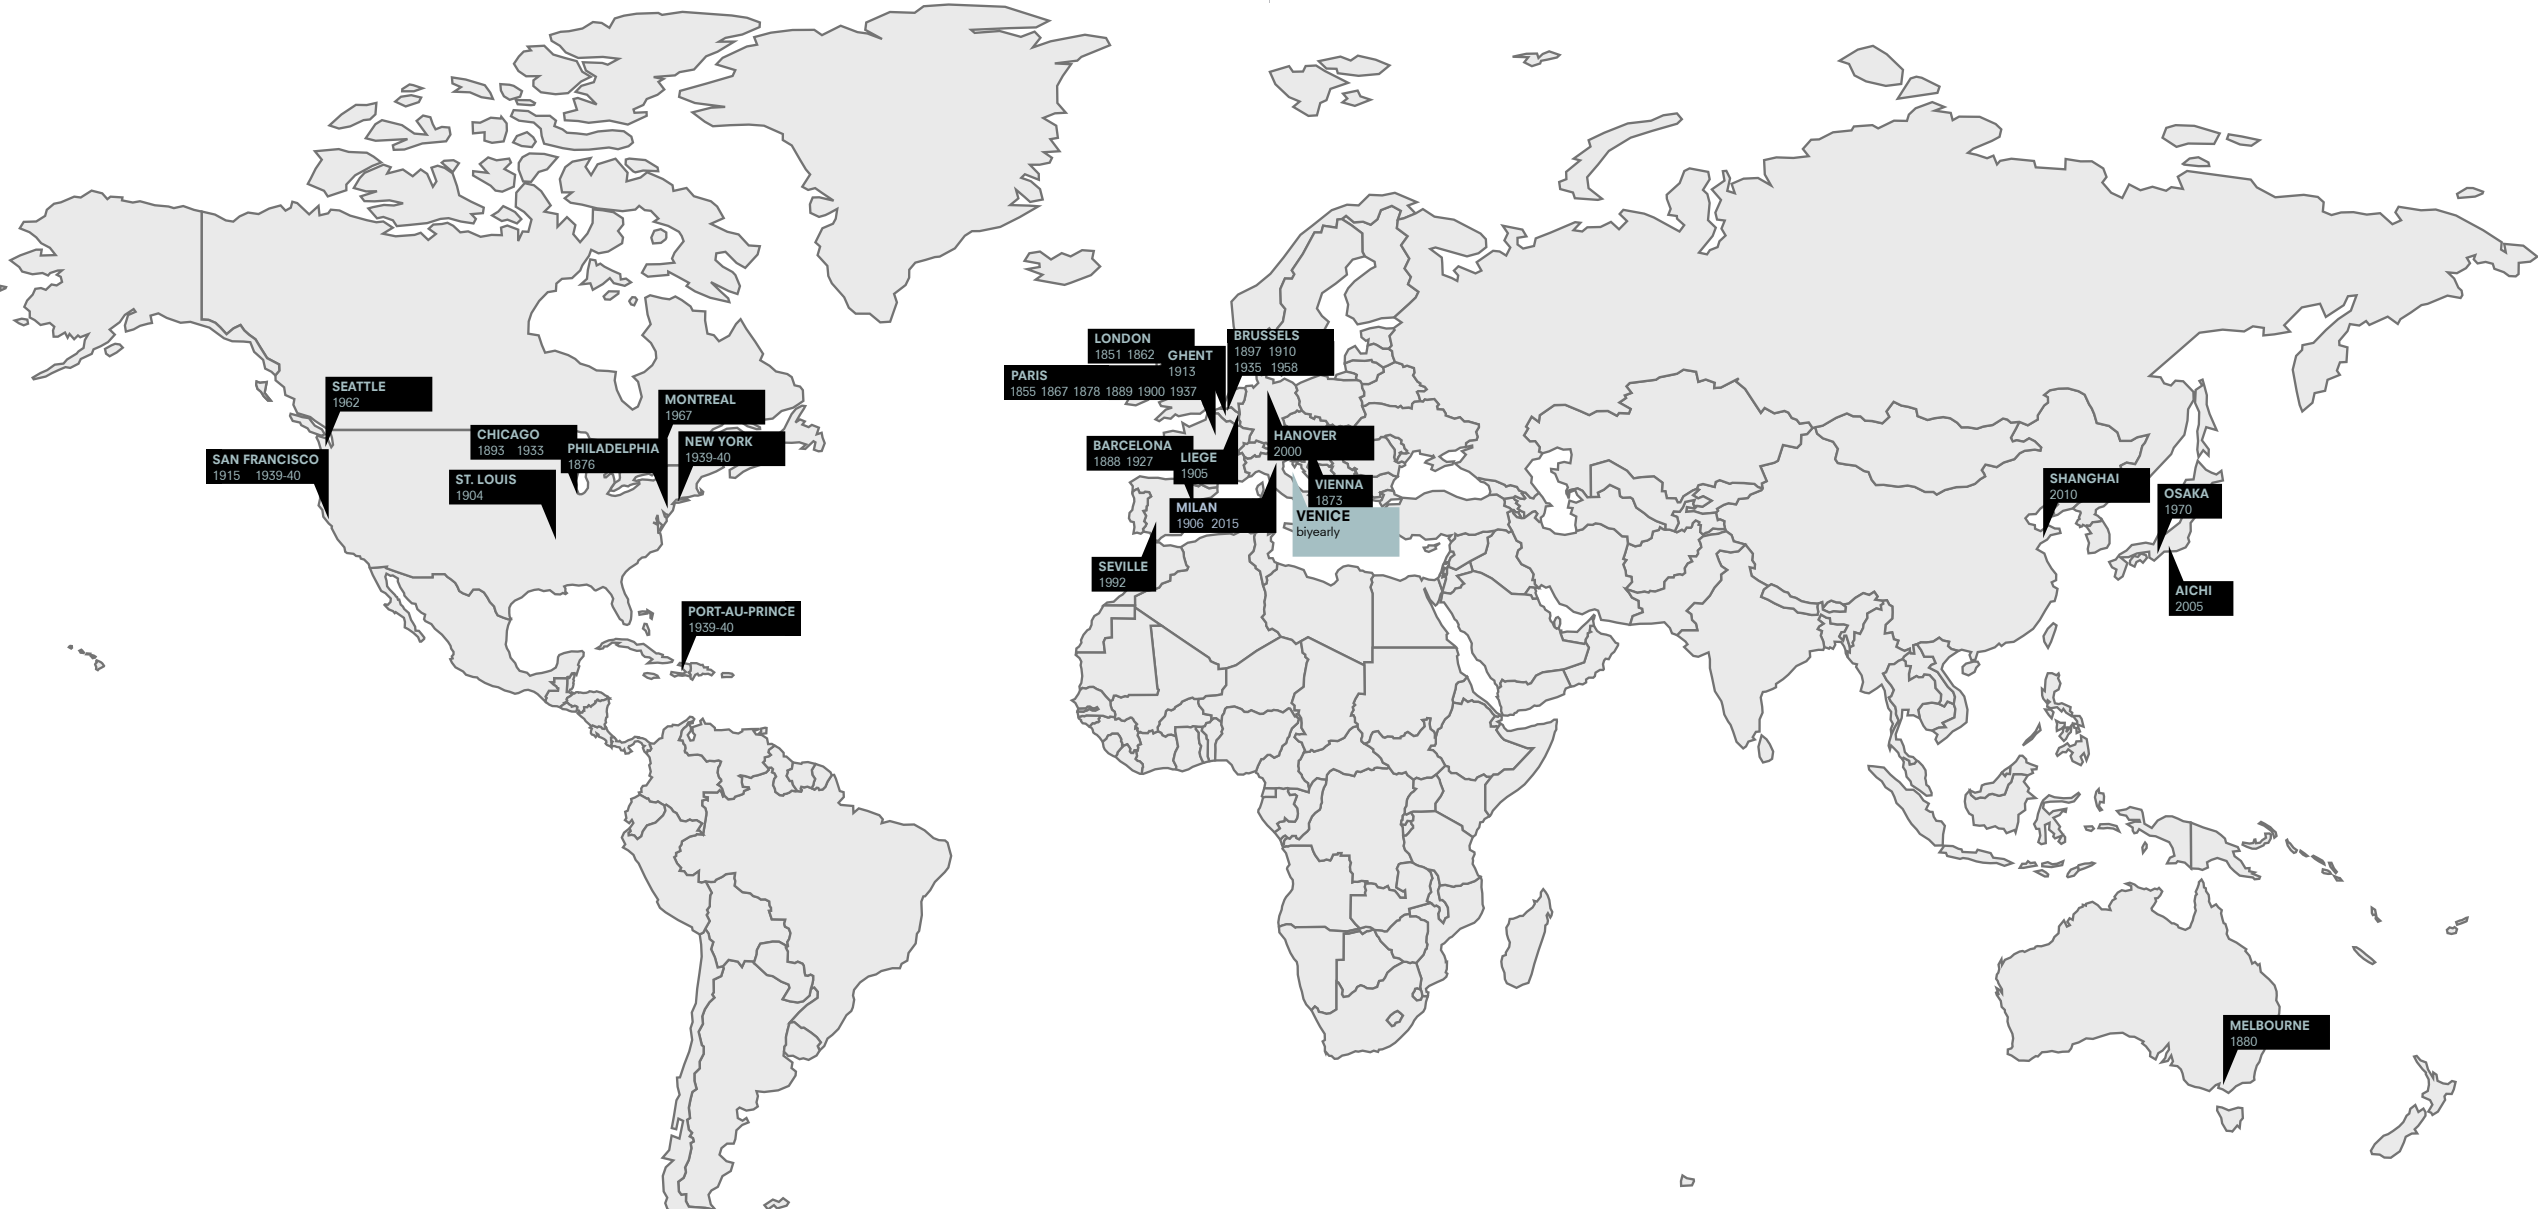 LONDON
1851 1862
BRUSSELS
1897 1910
1935 1958
GHENT
1913
PARIS
1855 1867 1878 1889 1900 1937
SEATTLE
1962
MONTREAL
1967
CHICAGO
1893 1933
PHILADELPHIA
1876
NEW YORK
1939-40
SAN FRANCISCO
1915 1939-40
ST. LOUIS
1904
BARCELONA
1888 1927
LIEGE
1905
HANOVER
2000
VIENNA
1873
MILAN
1906 2015
VENICE
biyearly
SEVILLE
1992
SHANGHAI
2010
OSAKA
1970
AICHI
2005
PORT-AU-PRINCE
1939-40
MELBOURNE
1880